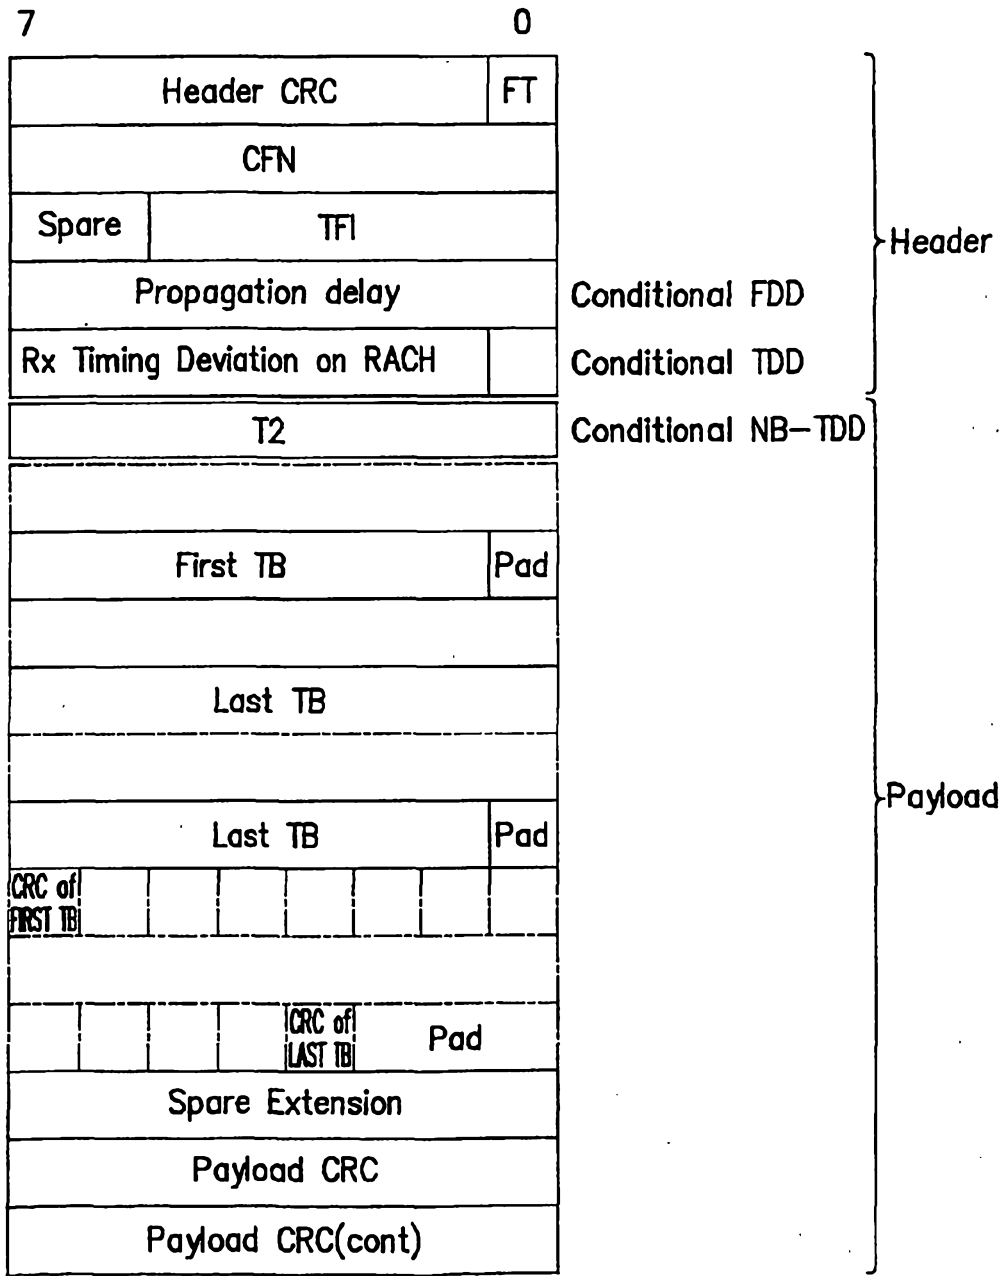 7 0
Header CRC FT
CFN
Spare TFI
Header
Propagation delay Conditional FDD
Rx Timing Deviation on RACH Conditional TDD
T2 Conditional NB-TDD
First TB Pad
Last TB
Payload
Last TB Pad
CRC of
FIRST TB
CRC of
LAST TB
Pad
Spare Extension
Payload CRC
Payload CRC(cont)